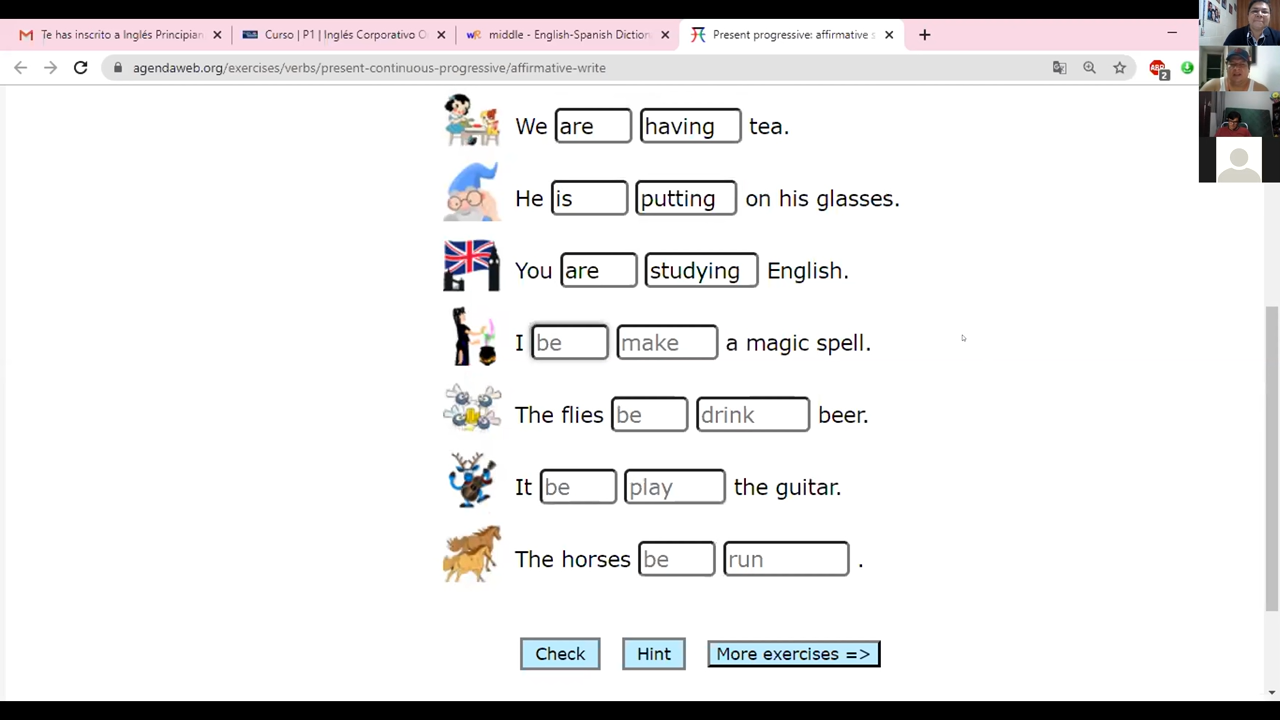 Te has inscrito a Inglés Principian
Curso | P1 | Inglés Corporativo O
middle - English-Spanish Diction
Present progressive: affirmative s
agendaweb.org/exercises/verbs/present-continuous-progressive/affirmative-write
ABP
2
We are having tea.
He is putting on his glasses.
You are studying English.
I be make a magic spell.
The flies be drink beer.
It be play the guitar.
The horses be run .
Check Hint More exercises =>